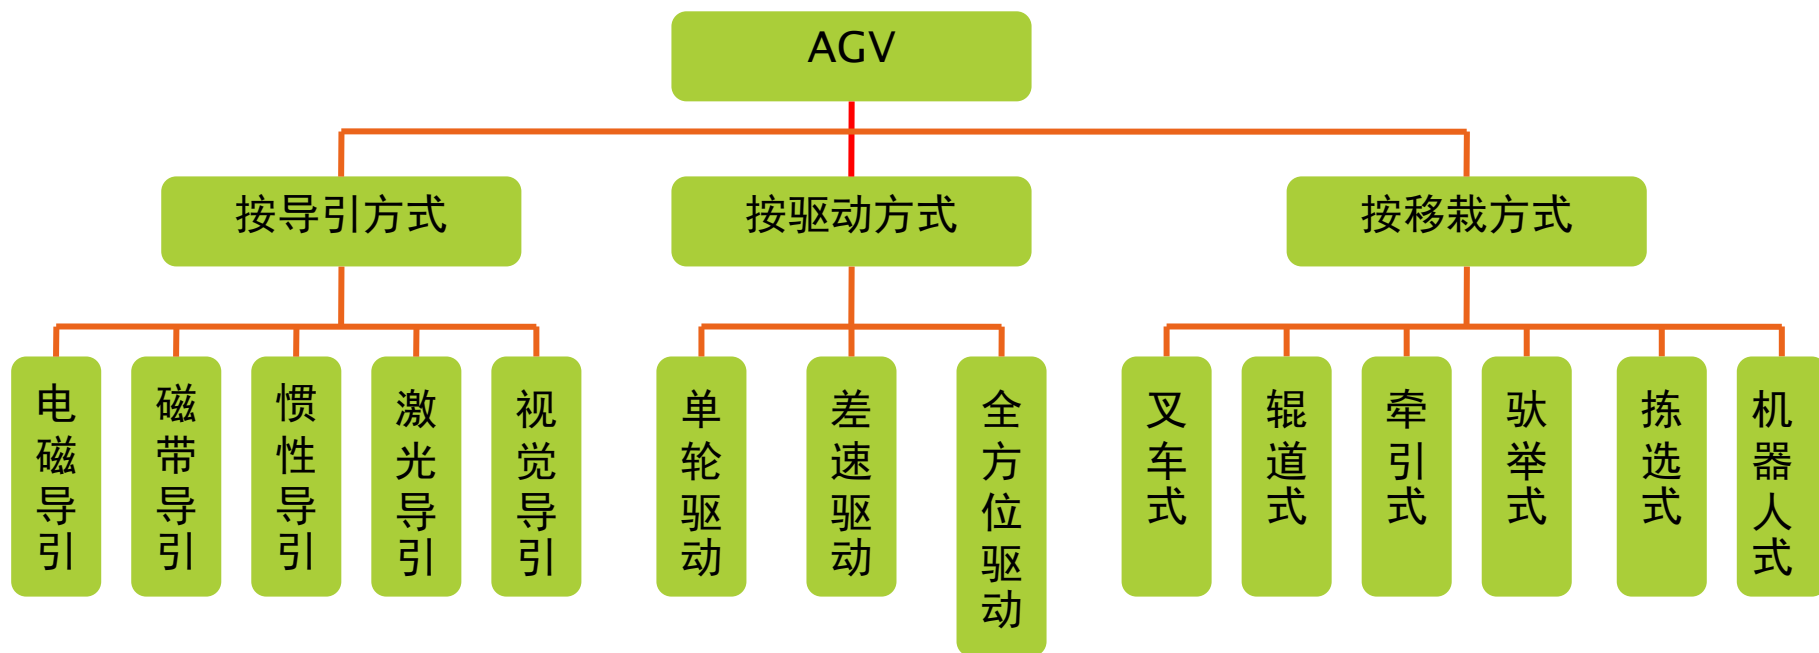 AGV
按导引方式
按驱动方式
按移栽方式
电磁导引
磁带导引
惯性导引
激光导引
视觉导引
单轮驱动
差速驱动
全方位驱动
叉车式
辊道式
牵引式
驮举式
拣选式
机器人式